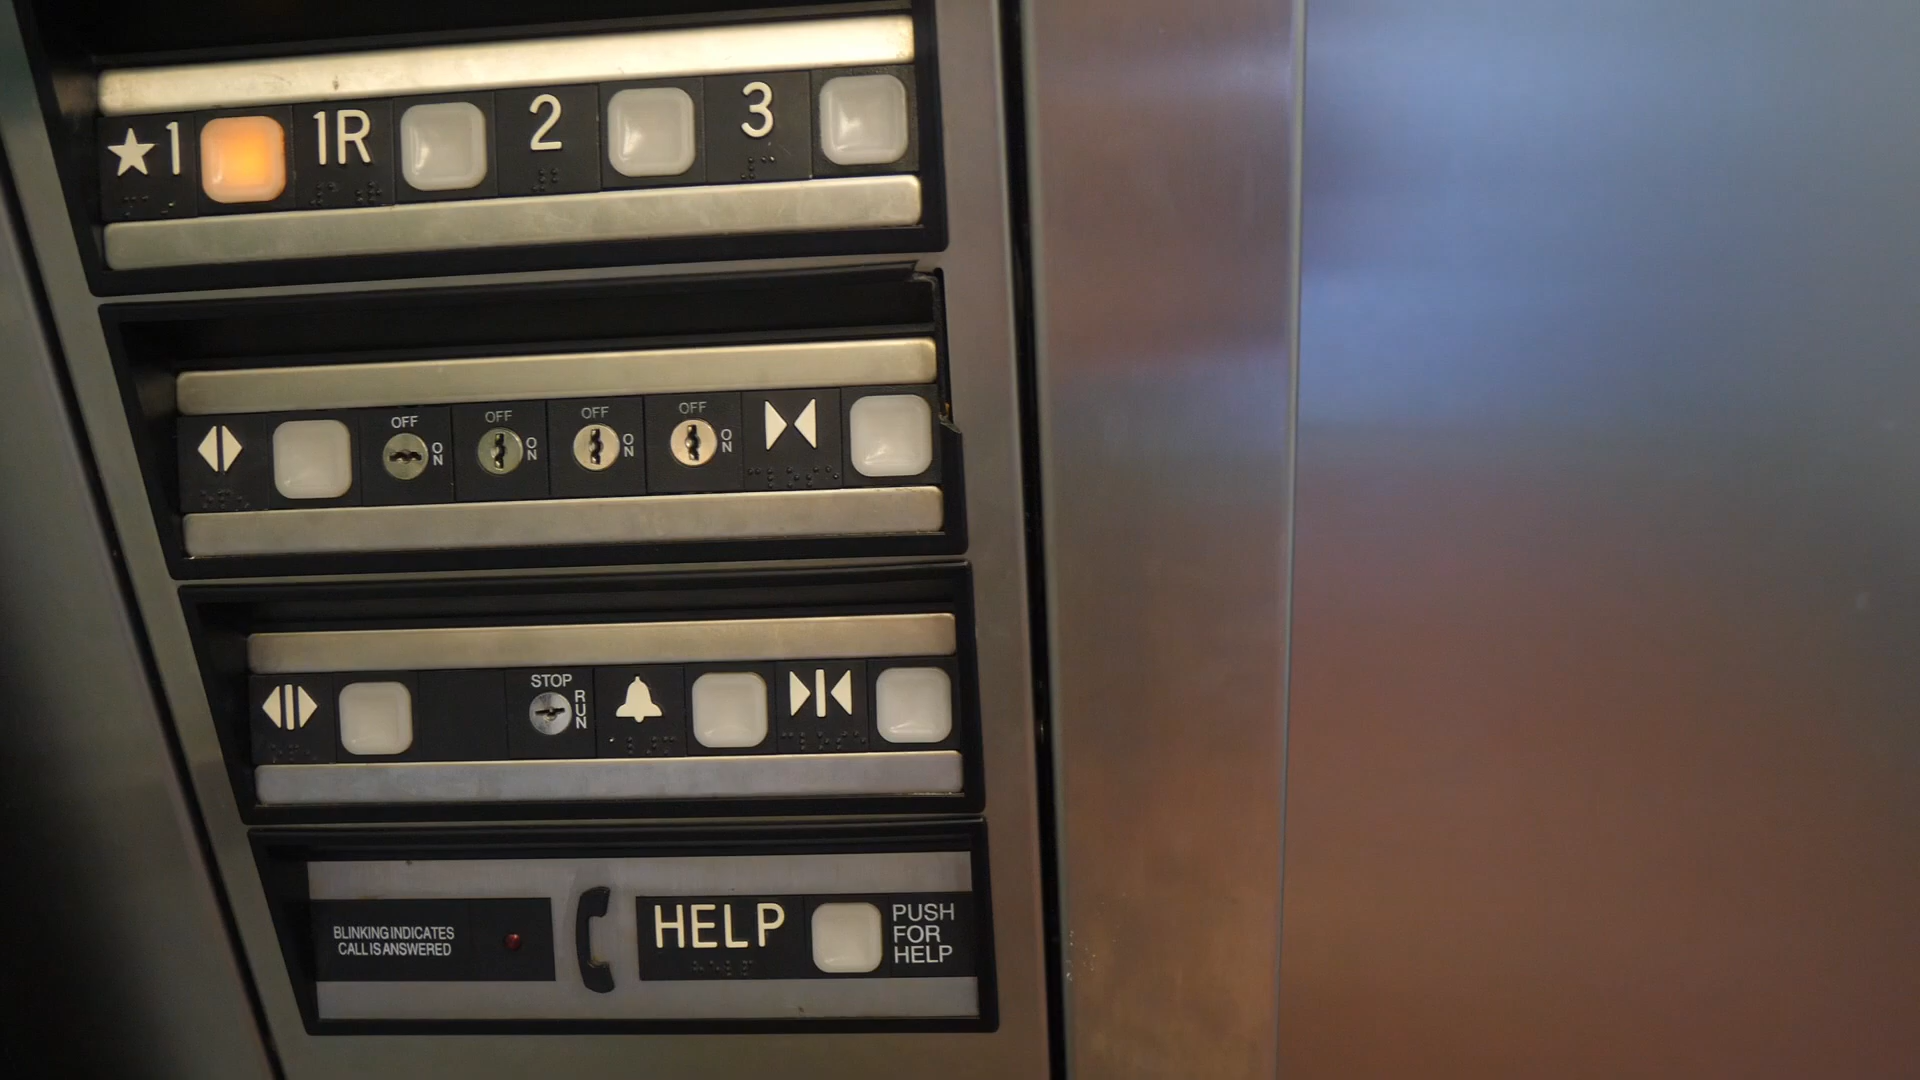 ★1 1R 2 3
OFF ON OFF ON OFF ON OFF ON
STOP RUN
BLINKING INDICATES
CALL IS ANSWERED
HELP
PUSH
FOR
HELP